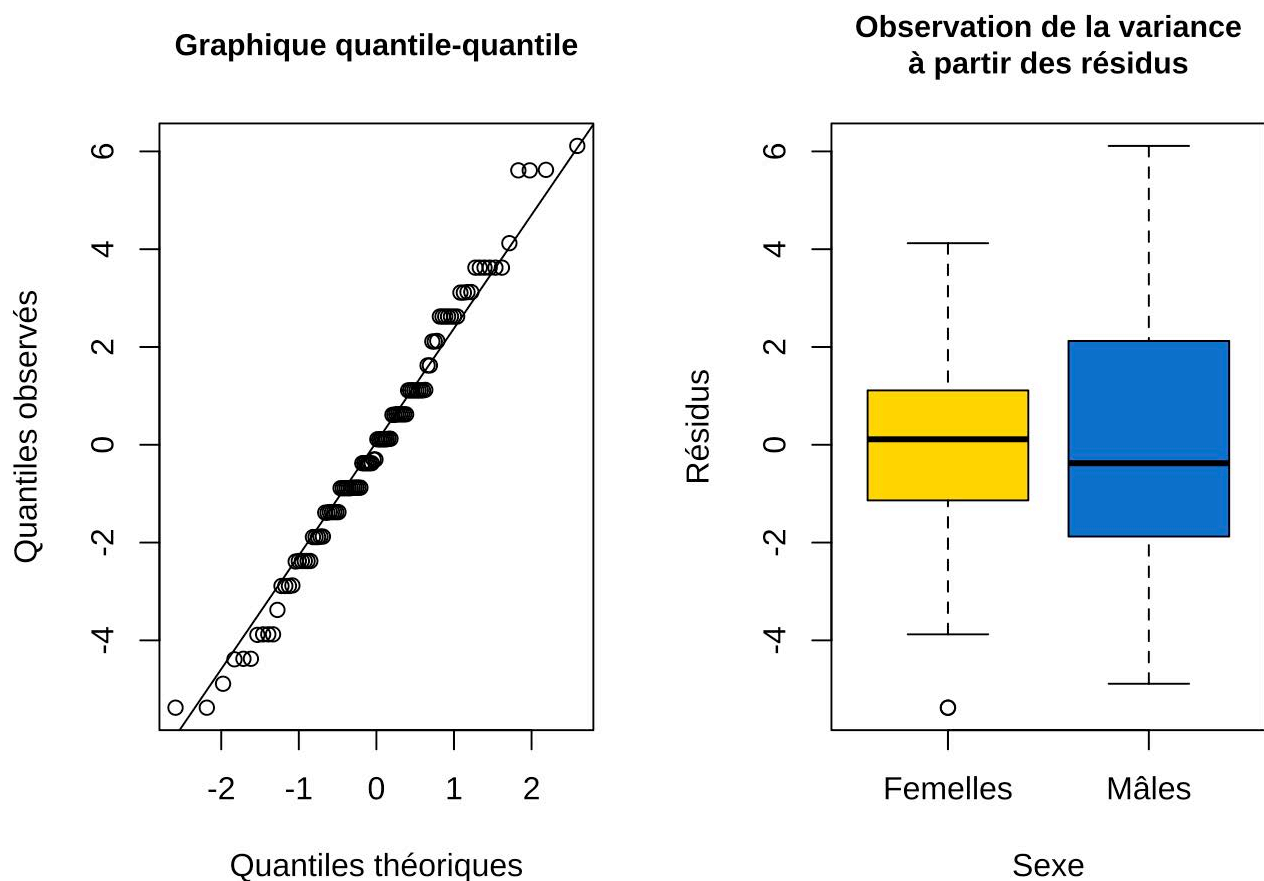 Graphique quantile-quantile
Quantiles observés
6
4
2
0
-2
-4
-2 -1 0 1 2
Quantiles théoriques
Observation de la variance
à partir des résidus
Résidus
6
4
2
0
-2
-4
Femelles Mâles
Sexe